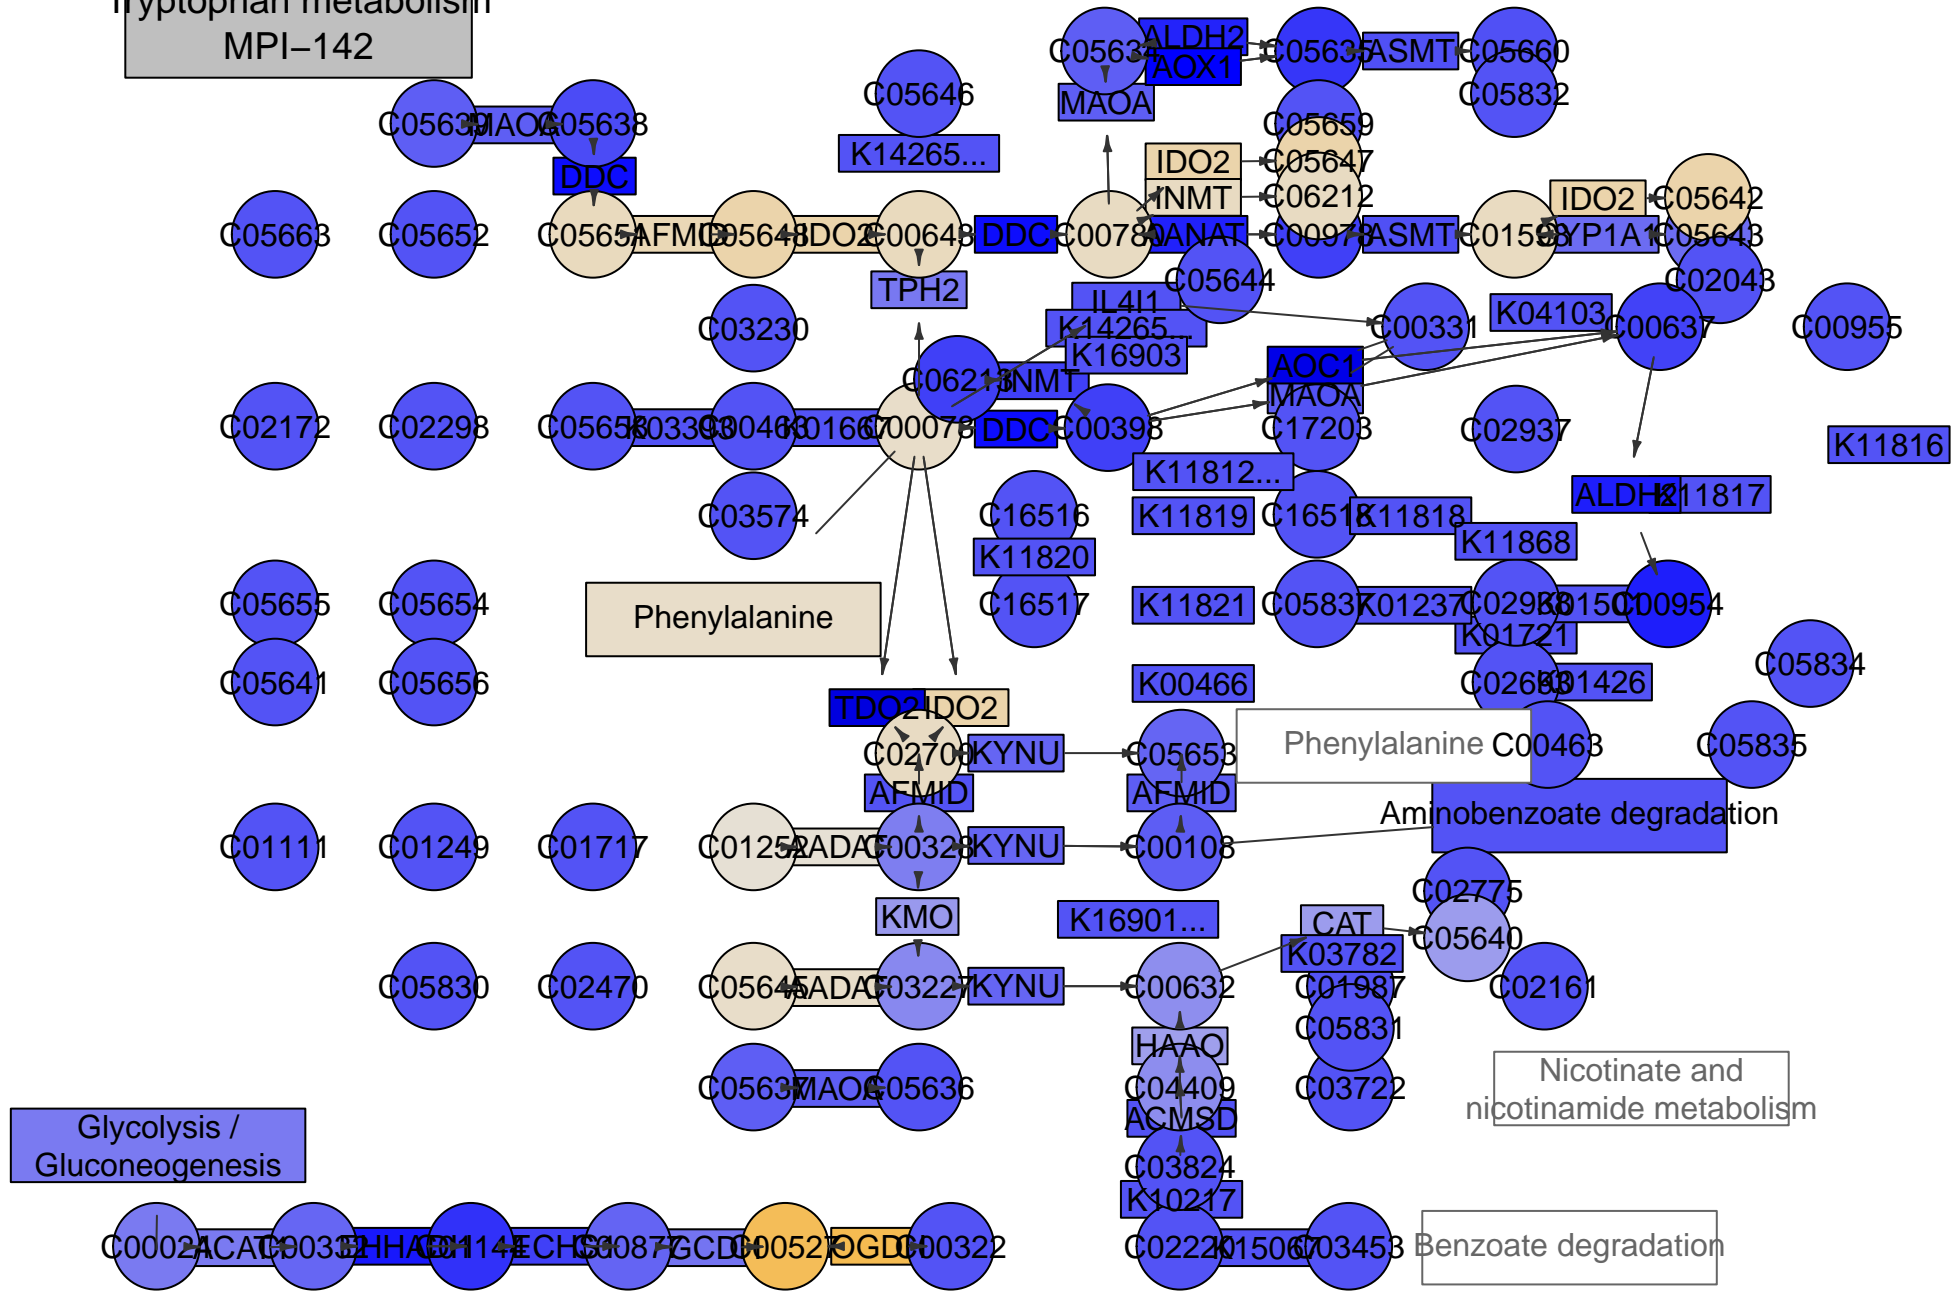 Tryptophan metabolism
MPI–142
C05634
ALDH2
AOX1
C05635
ASMT
C05660
C05832
MAOA
C05639
MAOA
C05638
DDC
C05646
K14265...
C05659
IDO2
C05647
INMT
C06212
IDO2
C05642
C05663
C05652
AFMID
C05648
IDO2
C00643
DDC
C00780
AANAT
C00978
ASMT
C01598
CYP1A1
C05643
TPH2
C05644
C02043
C03230
IL4I1
K14265...
K16903
C00331
K04103
C00637
C00955
C06213
INMT
AOC1
MAOA
C02172
C02298
K03393
C00463
K01667
C00078
DDC
C00398
C17203
C02937
K11816
K11812...
C03574
C16516
K11819
C16518
K11818
ALDH2
K11817
K11820
K11868
C05655
C05654
Phenylalanine
C16517
K11821
C05837
K01237
C02938
K01501
C00954
K01721
C05641
C05656
K00466
C02693
K01426
C05834
TDO2
IDO2
C02700
KYNU
C05653
Phenylalanine
C00463
C05835
AFMID
AFMID
Aminobenzoate degradation
C01111
C01249
C01717
C01252
AADAT
C00328
KYNU
C00108
C02775
KMO
K16901...
CAT
C05640
K03782
C05830
C02470
C05645
AADAT
C03227
KYNU
C00632
C01987
C02161
C05831
HAAO
C05637
MAOA
C05636
C04409
C03722
Nicotinate and
nicotinamide metabolism
ACMSD
Glycolysis /
Gluconeogenesis
C03824
K10217
C00024
ACAT1
C00332
EHHADH
C01144
ECHS1
C00877
GCDH
C00527
OGDH
C00322
C02220
K15067
C03453
Benzoate degradation